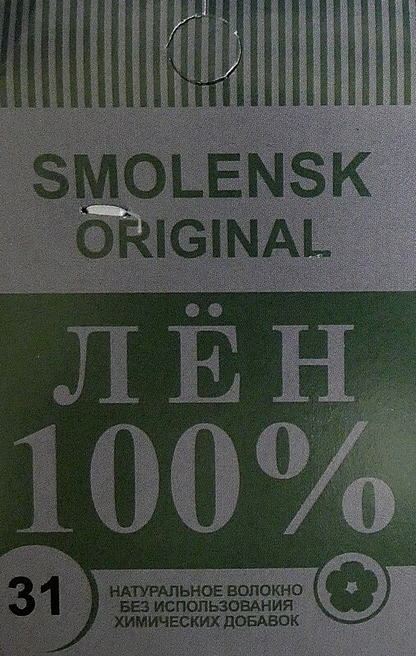 SMOLENSK
ORIGINAL
ЛЁН
100%
31
НАТУРАЛЬНОЕ ВОЛОКНО
БЕЗ ИСПОЛЬЗОВАНИЯ
ХИМИЧЕСКИХ ДОБАВОК